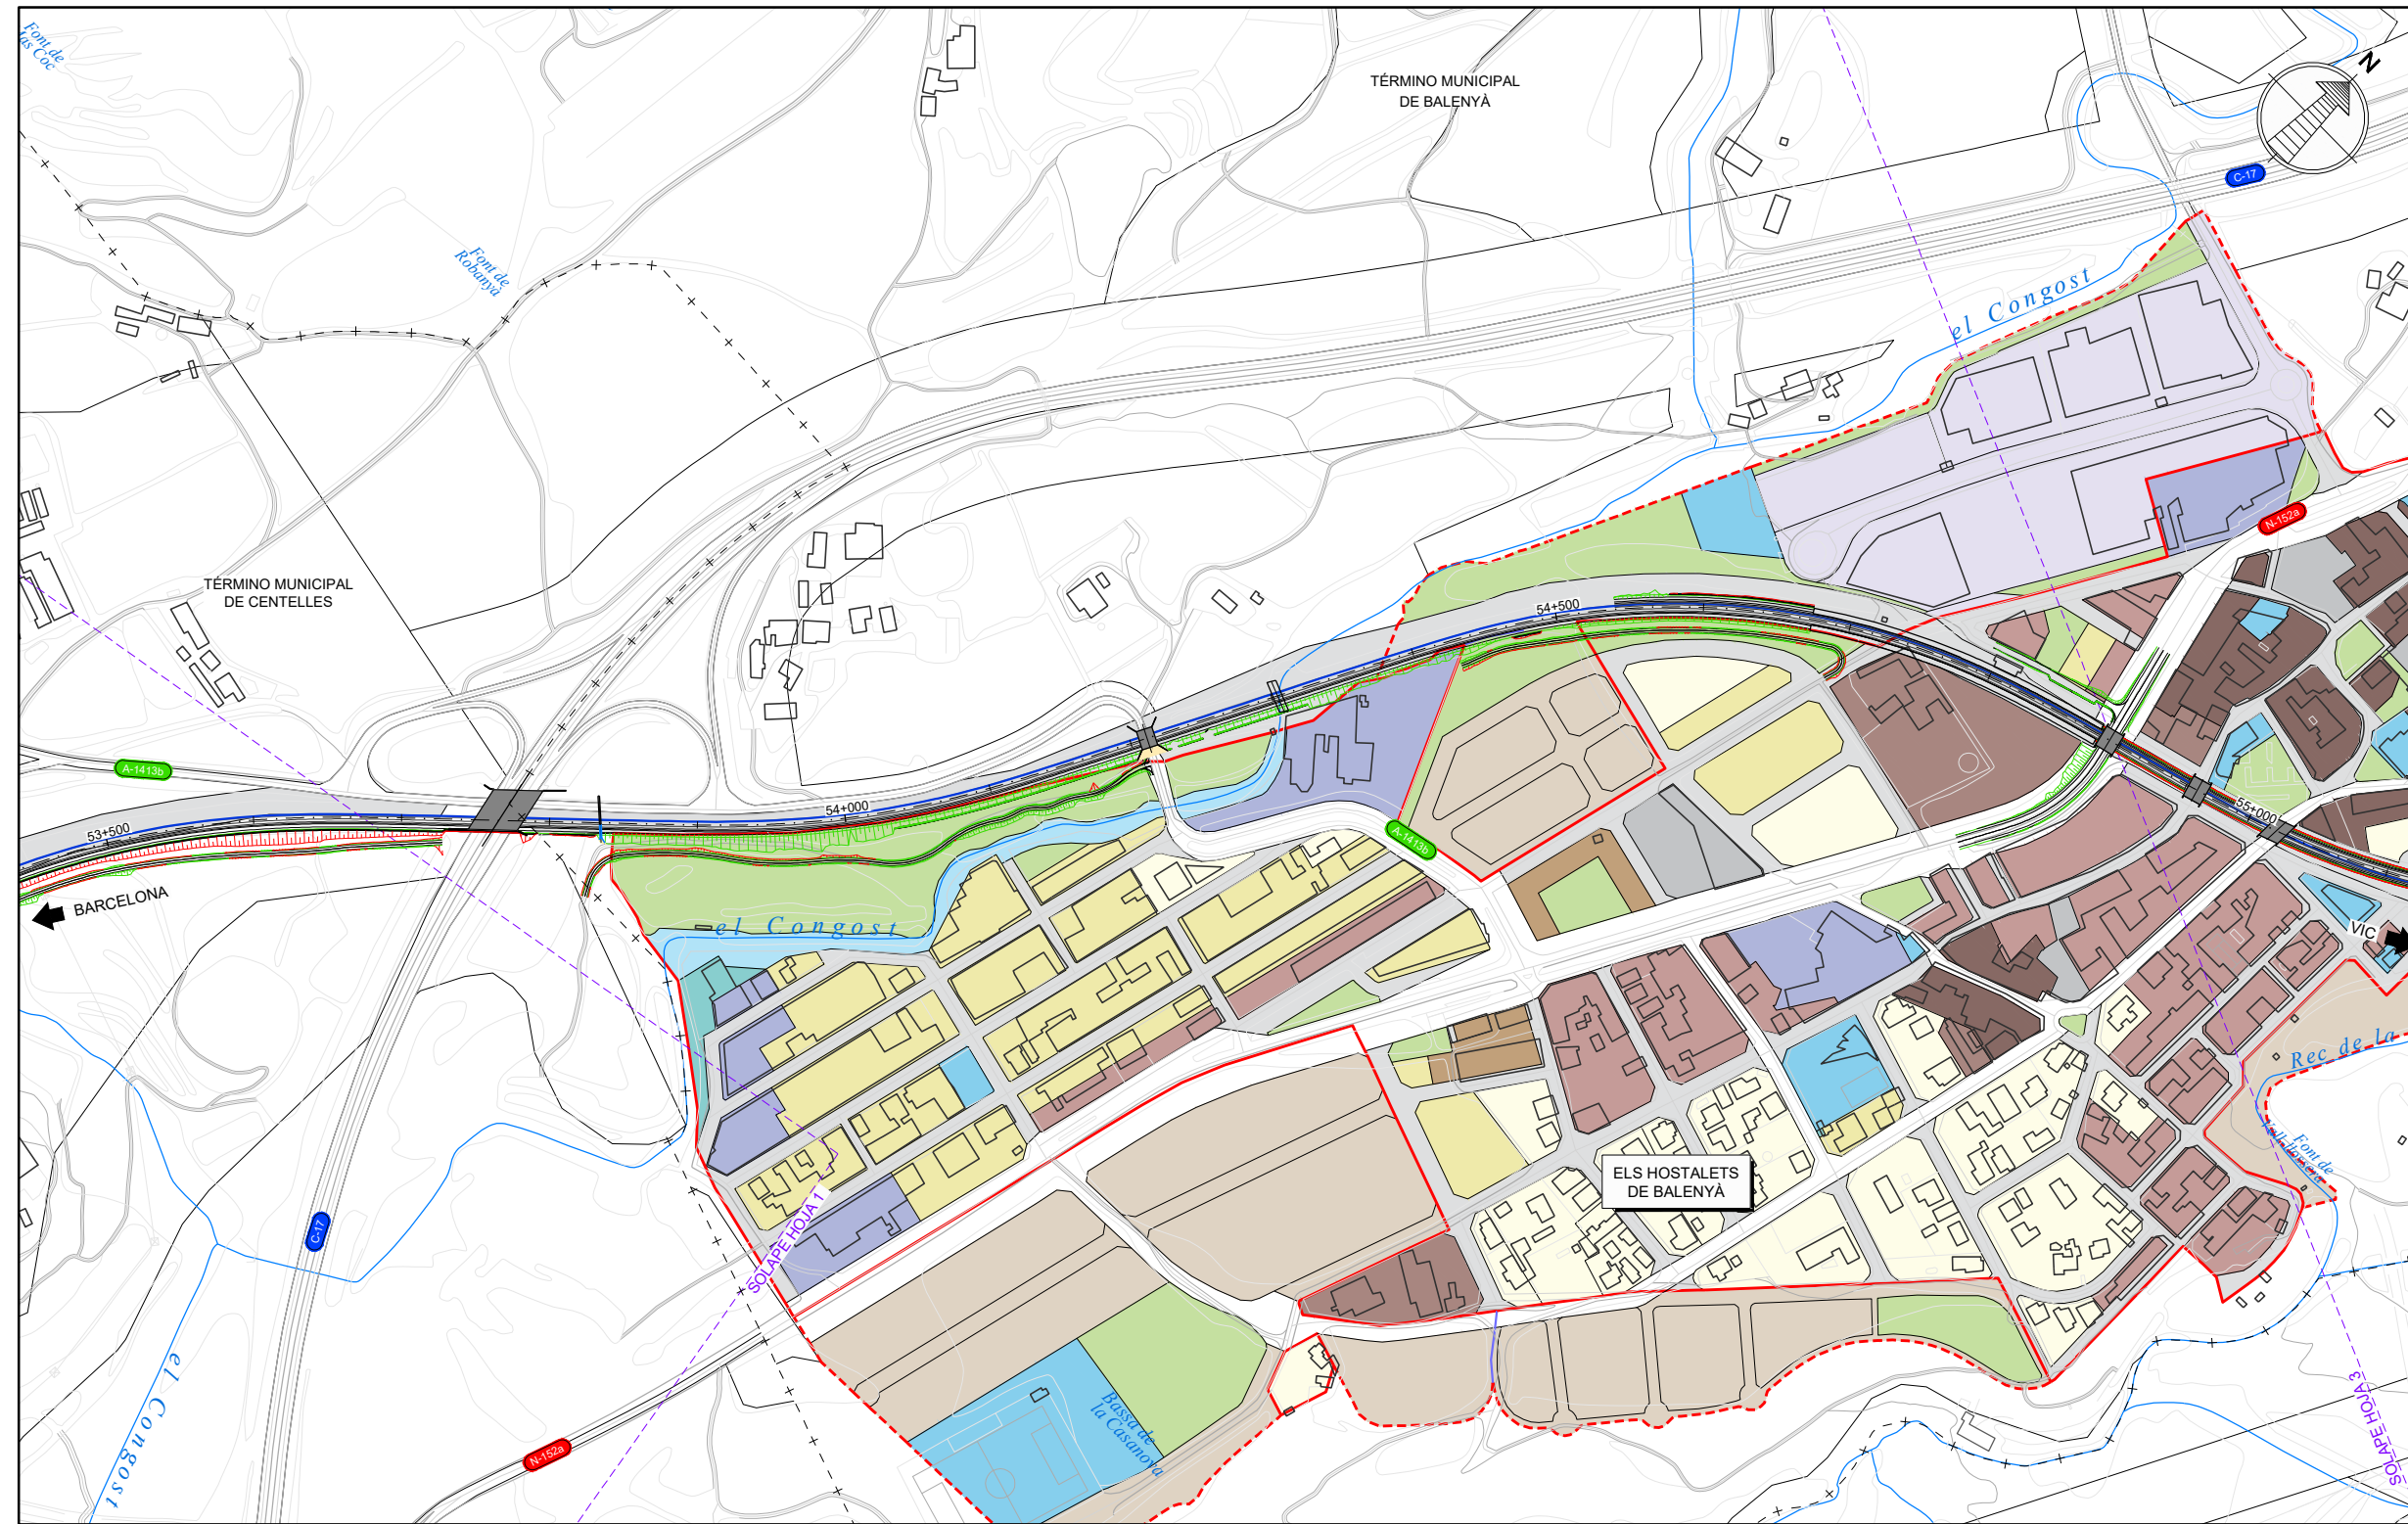 Font de
Mas Coc
TÉRMINO MUNICIPAL
DE BALENYÀ
N
C-17
Font de
Robanyà
el Congost
N-152a
TÉRMINO MUNICIPAL
DE CENTELLES
54+500
A-1413b
53+500
54+000
55+000
A-1413b
BARCELONA
el Congost
VIC
Rec de la
Font de
ELS HOSTALETS
DE BALENYÀ
C-17
SOLAPE HOJA 1
el Congost
Bassa de
la Casanova
N-152a
SOLAPE HOJA 3